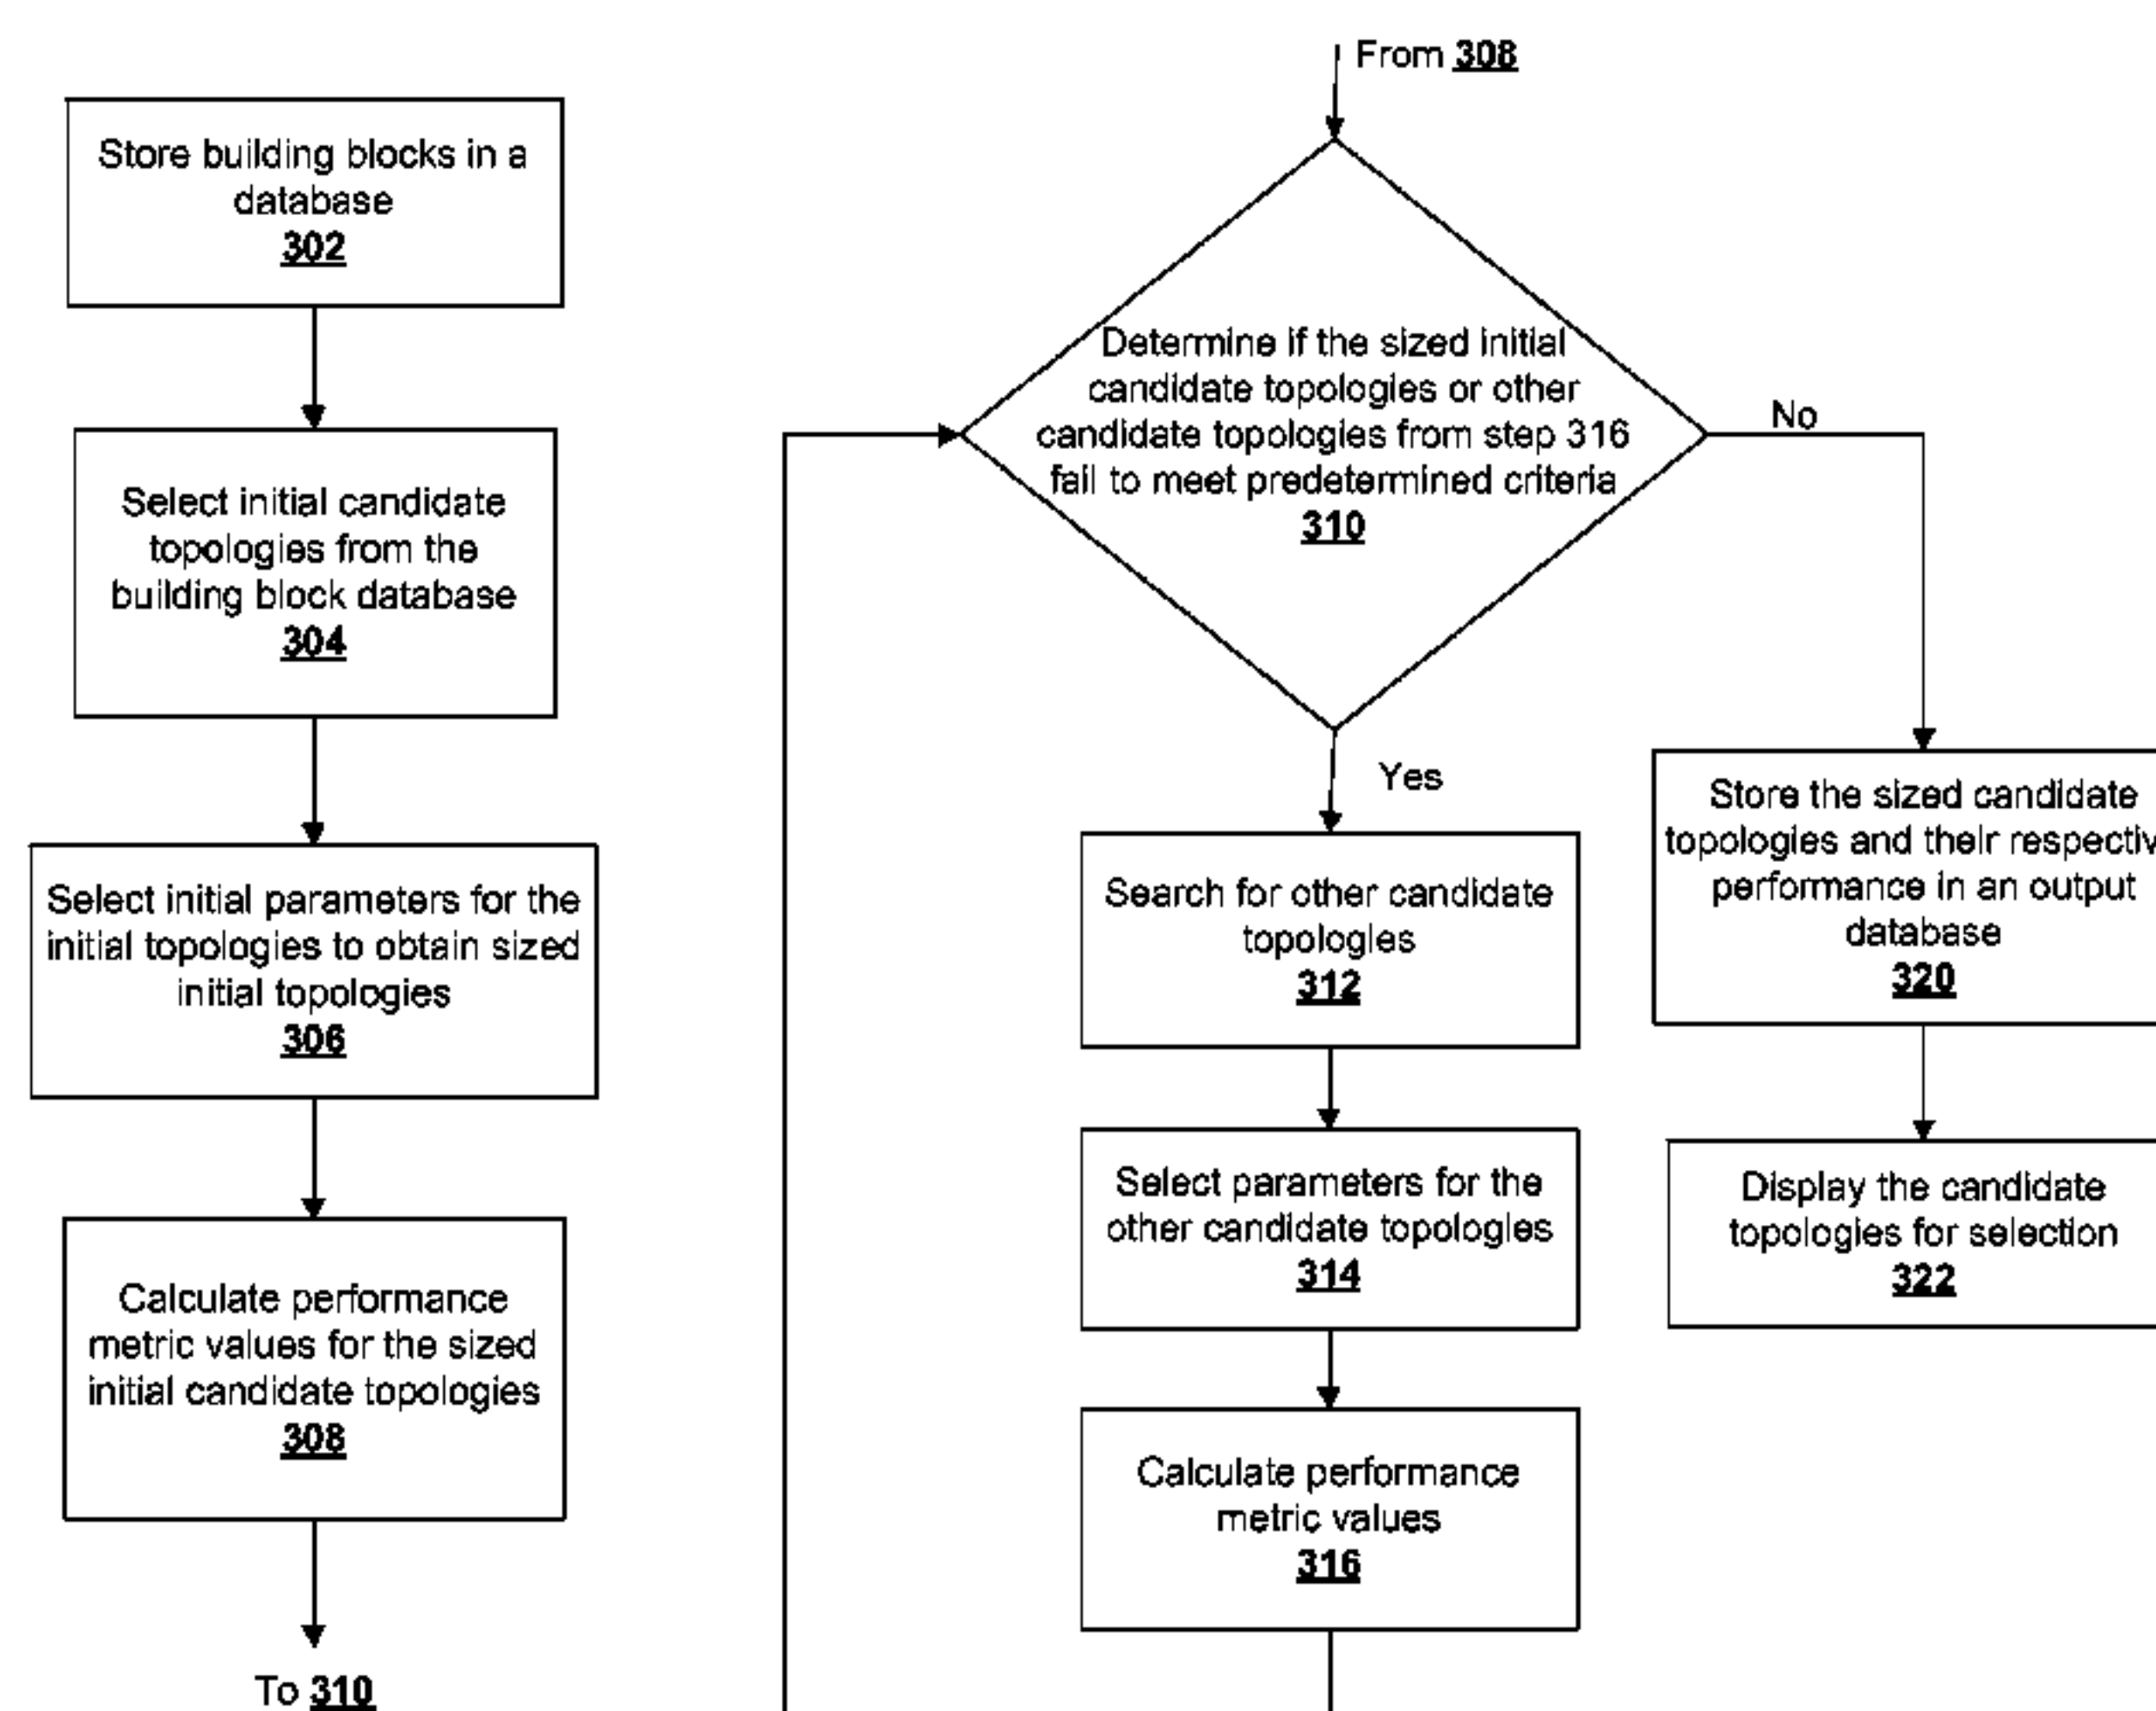 Store building blocks in a
database
302
Select initial candidate
topologies from the
building block database
304
Select initial parameters for the
initial topologies to obtain sized
initial topologies
306
Calculate performance
metric values for the sized
initial candidate topologies
308
To 310
From 308
Determine if the sized initial
candidate topologies or other
candidate topologies from step 316
fail to meet predetermined criteria
310
No
Yes
Search for other candidate
topologies
312
Select parameters for the
other candidate topologies
314
Calculate performance
metric values
316
Store the sized candidate
topologies and their respectiv
performance in an output
database
320
Display the candidate
topologies for selection
322